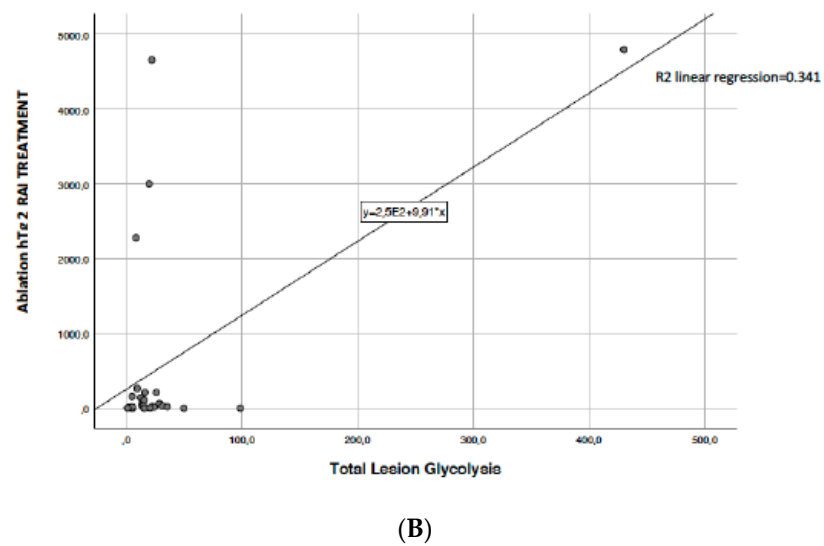 5000,0
R2 linear regression=0.341
4000,0
3000,0
y=2,5E2+9,91*x
2000,0
1000,0
,0
Ablation hTg 2 RAI TREATMENT
,0 100,0 200,0 300,0 400,0 500,0
Total Lesion Glycolysis
(B)